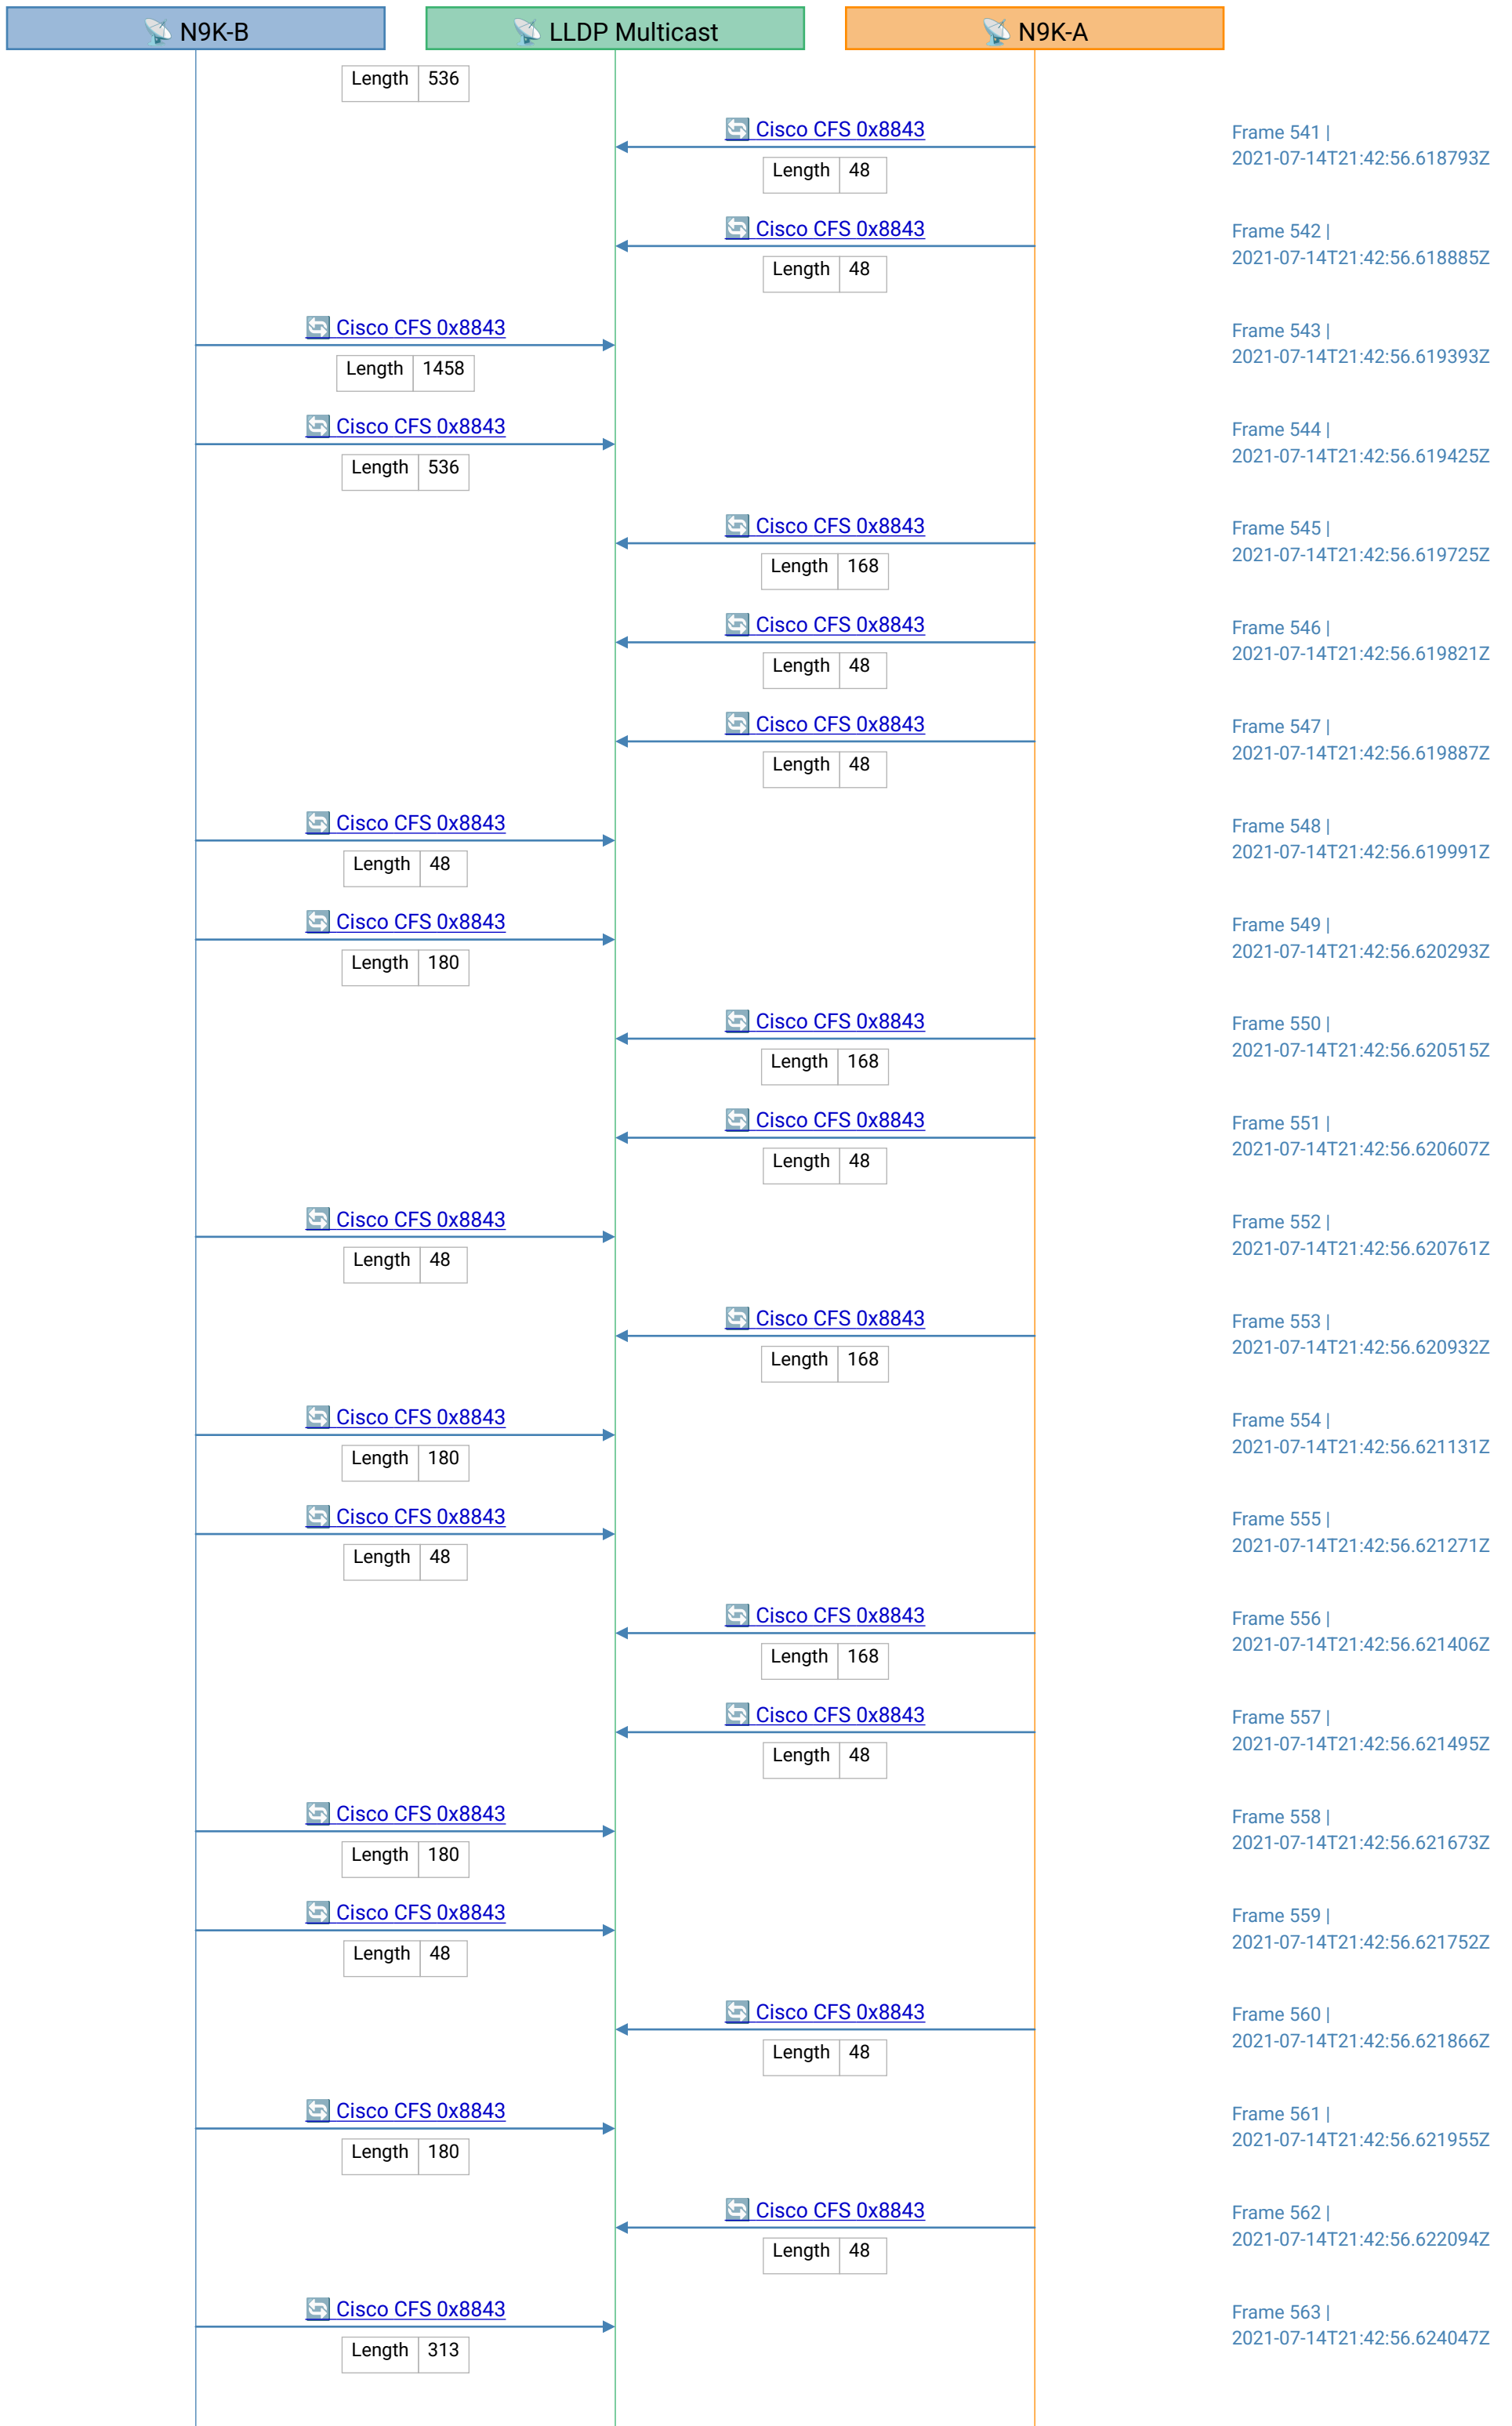 N9K-B LLDP Multicast N9K-A
Length 536
Cisco CFS 0x8843 Frame 541 |
2021-07-14T21:42:56.618793Z
Length 48
Cisco CFS 0x8843 Frame 542 |
2021-07-14T21:42:56.618885Z
Length 48
Cisco CFS 0x8843 Frame 543 |
2021-07-14T21:42:56.619393Z
Length 1458
Cisco CFS 0x8843 Frame 544 |
2021-07-14T21:42:56.619425Z
Length 536
Cisco CFS 0x8843 Frame 545 |
2021-07-14T21:42:56.619725Z
Length 168
Cisco CFS 0x8843 Frame 546 |
2021-07-14T21:42:56.619821Z
Length 48
Cisco CFS 0x8843 Frame 547 |
2021-07-14T21:42:56.619887Z
Length 48
Cisco CFS 0x8843 Frame 548 |
2021-07-14T21:42:56.619991Z
Length 48
Cisco CFS 0x8843 Frame 549 |
2021-07-14T21:42:56.620293Z
Length 180
Cisco CFS 0x8843 Frame 550 |
2021-07-14T21:42:56.620515Z
Length 168
Cisco CFS 0x8843 Frame 551 |
2021-07-14T21:42:56.620607Z
Length 48
Cisco CFS 0x8843 Frame 552 |
2021-07-14T21:42:56.620761Z
Length 48
Cisco CFS 0x8843 Frame 553 |
2021-07-14T21:42:56.620932Z
Length 168
Cisco CFS 0x8843 Frame 554 |
2021-07-14T21:42:56.621131Z
Length 180
Cisco CFS 0x8843 Frame 555 |
2021-07-14T21:42:56.621271Z
Length 48
Cisco CFS 0x8843 Frame 556 |
2021-07-14T21:42:56.621406Z
Length 168
Cisco CFS 0x8843 Frame 557 |
2021-07-14T21:42:56.621495Z
Length 48
Cisco CFS 0x8843 Frame 558 |
2021-07-14T21:42:56.621673Z
Length 180
Cisco CFS 0x8843 Frame 559 |
2021-07-14T21:42:56.621752Z
Length 48
Cisco CFS 0x8843 Frame 560 |
2021-07-14T21:42:56.621866Z
Length 48
Cisco CFS 0x8843 Frame 561 |
2021-07-14T21:42:56.621955Z
Length 180
Cisco CFS 0x8843 Frame 562 |
2021-07-14T21:42:56.622094Z
Length 48
Cisco CFS 0x8843 Frame 563 |
2021-07-14T21:42:56.624047Z
Length 313